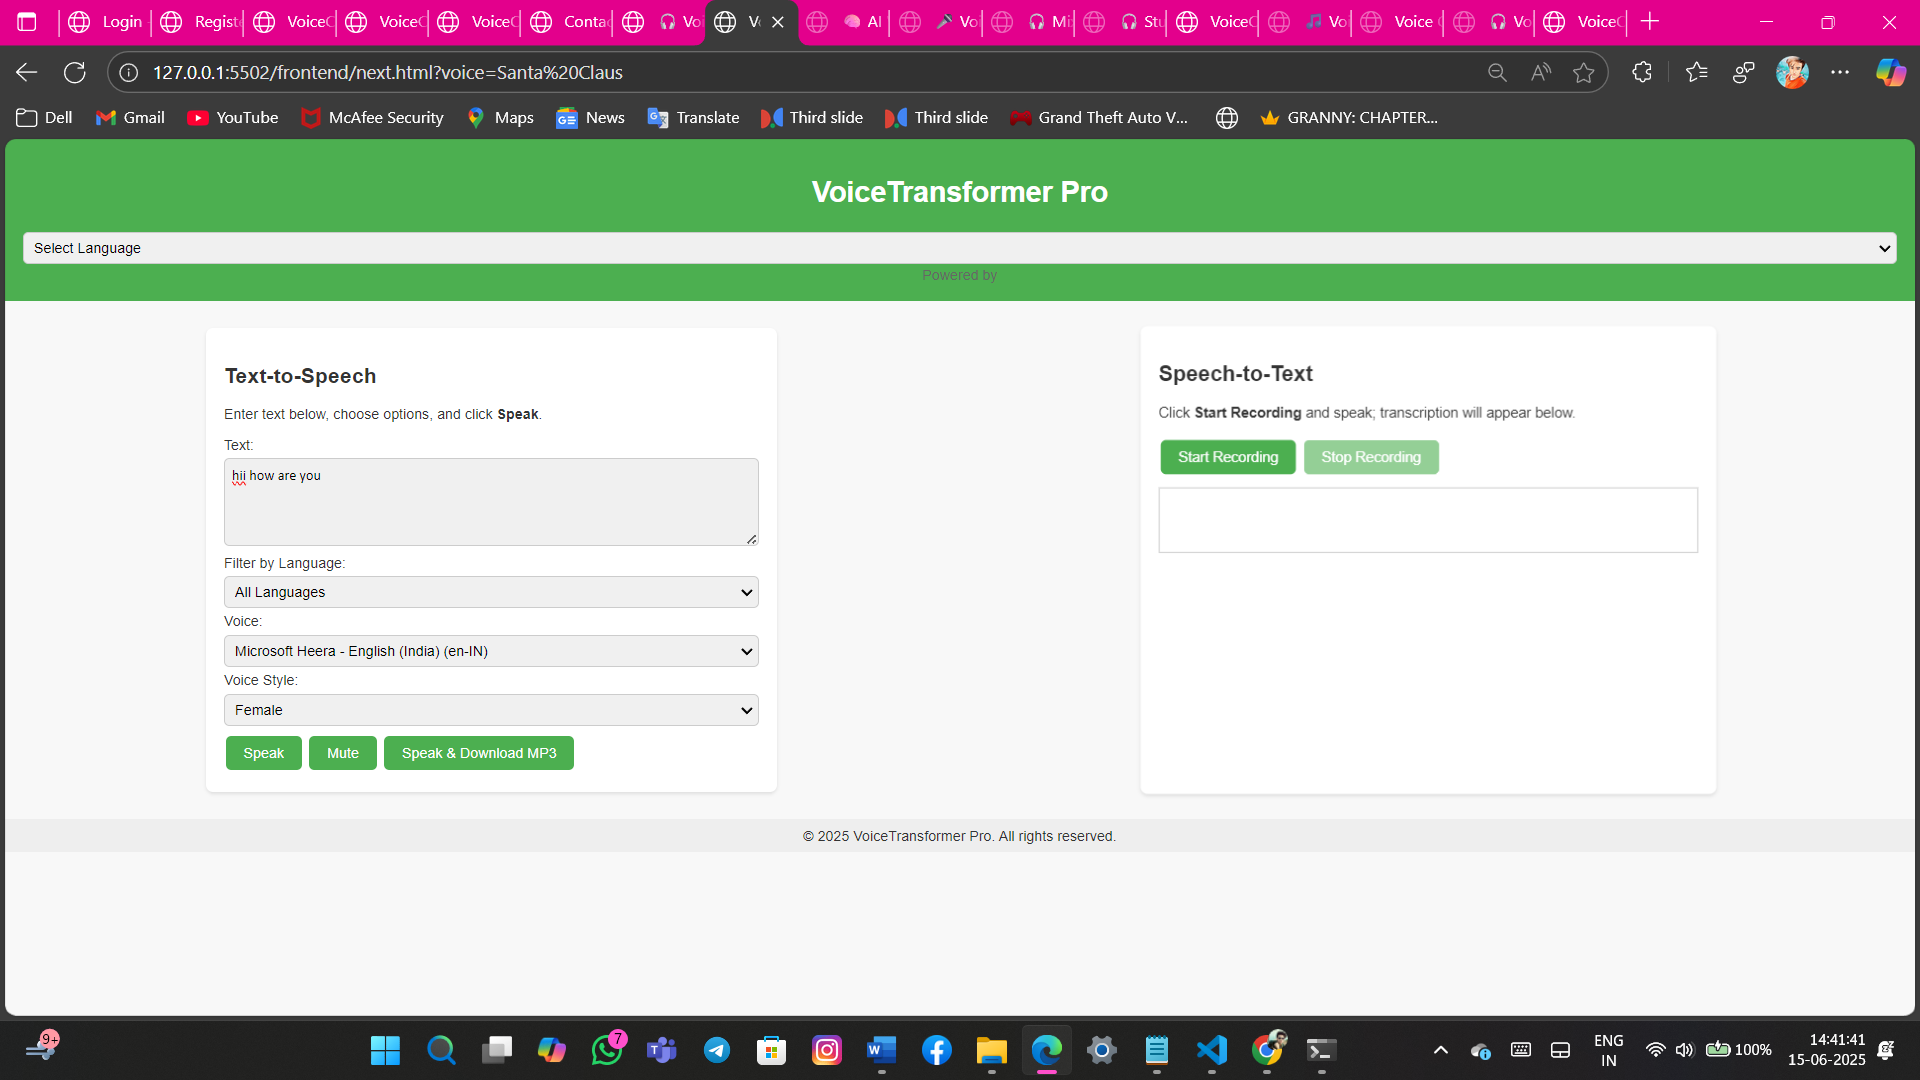 Login
Registe
VoiceC
VoiceC
VoiceC
Contac
Voi
Vo
AI
Voi
Mi
Stu
VoiceC
Voi
Voice
Vo
VoiceC
127.0.0.1:5502/frontend/next.html?voice=Santa%20Claus
Dell
Gmail
YouTube
McAfee Security
Maps
News
Translate
Third slide
Third slide
Grand Theft Auto V...
GRANNY: CHAPTER...
VoiceTransformer Pro
Select Language
Powered by
Text-to-Speech
Enter text below, choose options, and click Speak.
Text:
hii how are you
Filter by Language:
All Languages
Voice:
Microsoft Heera - English (India) (en-IN)
Voice Style:
Female
Speak
Mute
Speak & Download MP3
Speech-to-Text
Click Start Recording and speak; transcription will appear below.
Start Recording
Stop Recording
© 2025 VoiceTransformer Pro. All rights reserved.
9+
7
ENG
IN
100%
14:41:41
15-06-2025